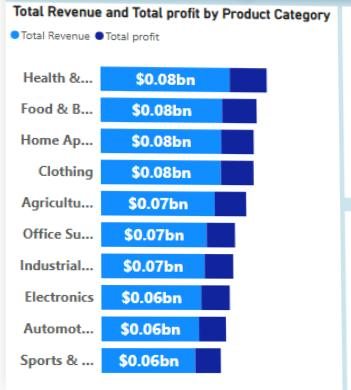 Total Revenue and Total profit by Product Category
Total Revenue Total profit
Health &... $0.08bn
Food & B... $0.08bn
Home Ap... $0.08bn
Clothing $0.08bn
Agricultu... $0.07bn
Office Su... $0.07bn
Industrial... $0.07bn
Electronics $0.06bn
Automot... $0.06bn
Sports & ... $0.06bn